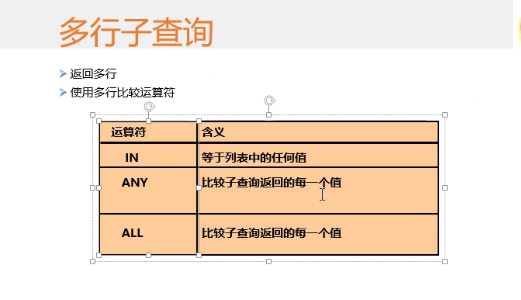 多行子查询
返回多行
使用多行比较运算符
运算符 含义
IN 等于列表中的任何值
ANY 比较子查询返回的每一个值
ALL 比较子查询返回的每一个值